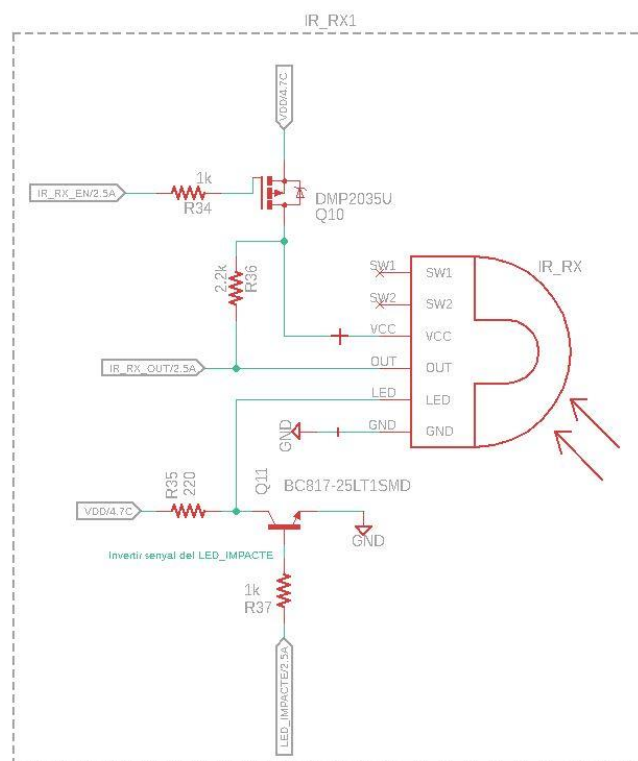 IR_RX1
VDD/4.7C
IR_RX_EN/2.5A
1k
R34
DMP2035U
Q10
2.2k
R36
IR_RX
SW1
SW1
SW2
SW2
VCC
VCC
IR_RX_OUT/2.5A
OUT
OUT
LED
LED
GND
GND
GND
R35
220
Q11
BC817-25LT1SMD
VDD/4.7C
GND
Invertir senyal del LED_IMPACTE
1k
R37
LED_IMPACTE/2.5A